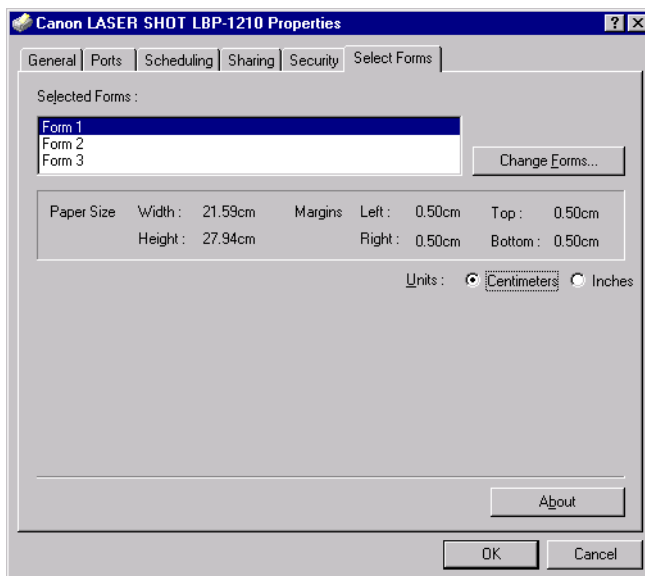 Canon LASER SHOT LBP-1210 Properties
General Ports Scheduling Sharing Security Select Forms
Selected Forms :
Form 1
Form 2
Form 3
Change Forms...
Paper Size Width : 21.59cm Margins Left : 0.50cm Top : 0.50cm
Height : 27.94cm Right : 0.50cm Bottom : 0.50cm
Units : Centimeters Inches
About
OK Cancel